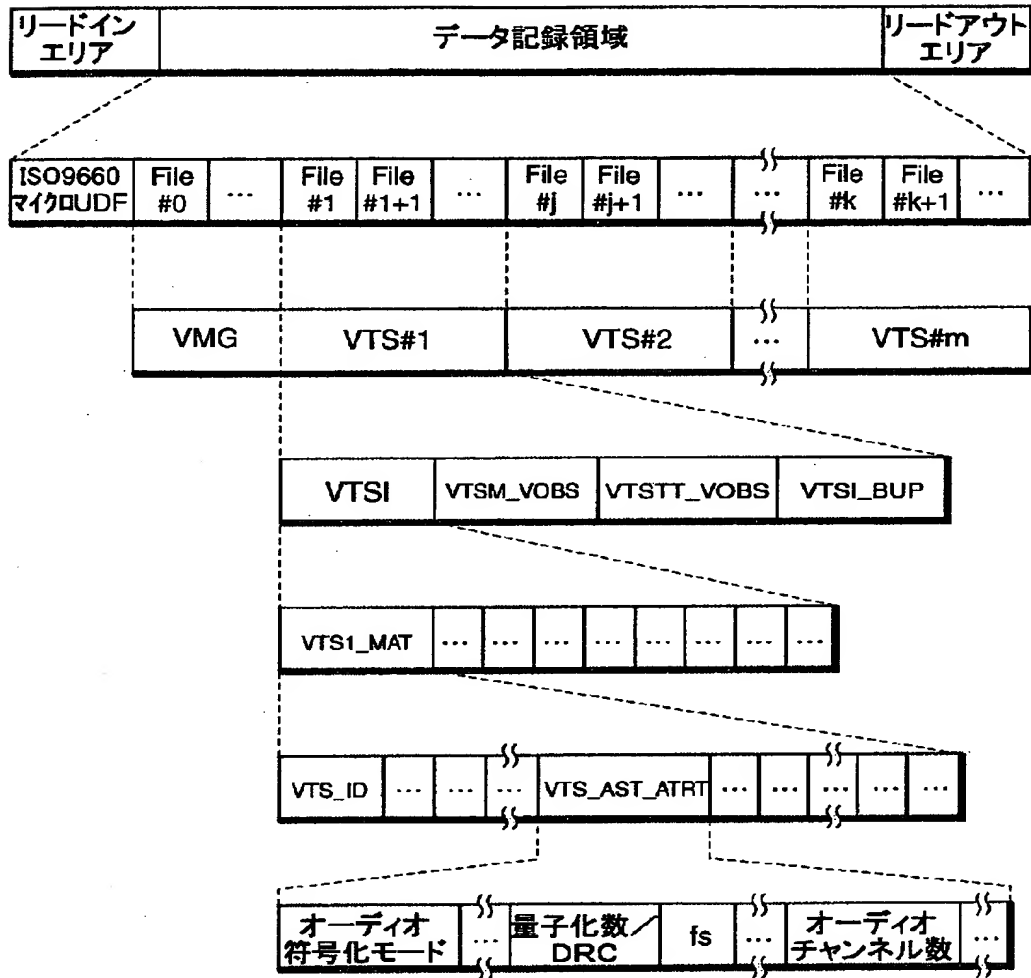 リードイン
エリア
データ記録領域
リードアウト
エリア
ISO9660
マイクロUDF
File
#0
...
File
#1
File
#1+1
...
File
#j
File
#j+1
...
...
File
#k
File
#k+1
...
VMG
VTS#1
VTS#2
...
VTS#m
VTSI
VTSM_VOBS
VTSTT_VOBS
VTSI_BUP
VTS1_MAT
...
...
...
...
...
...
...
...
VTS_ID
...
...
...
VTS_AST_ATRT
...
...
...
...
...
オーディオ
符号化モード
...
量子化数／
DRC
fs
...
オーディオ
チャンネル数
...